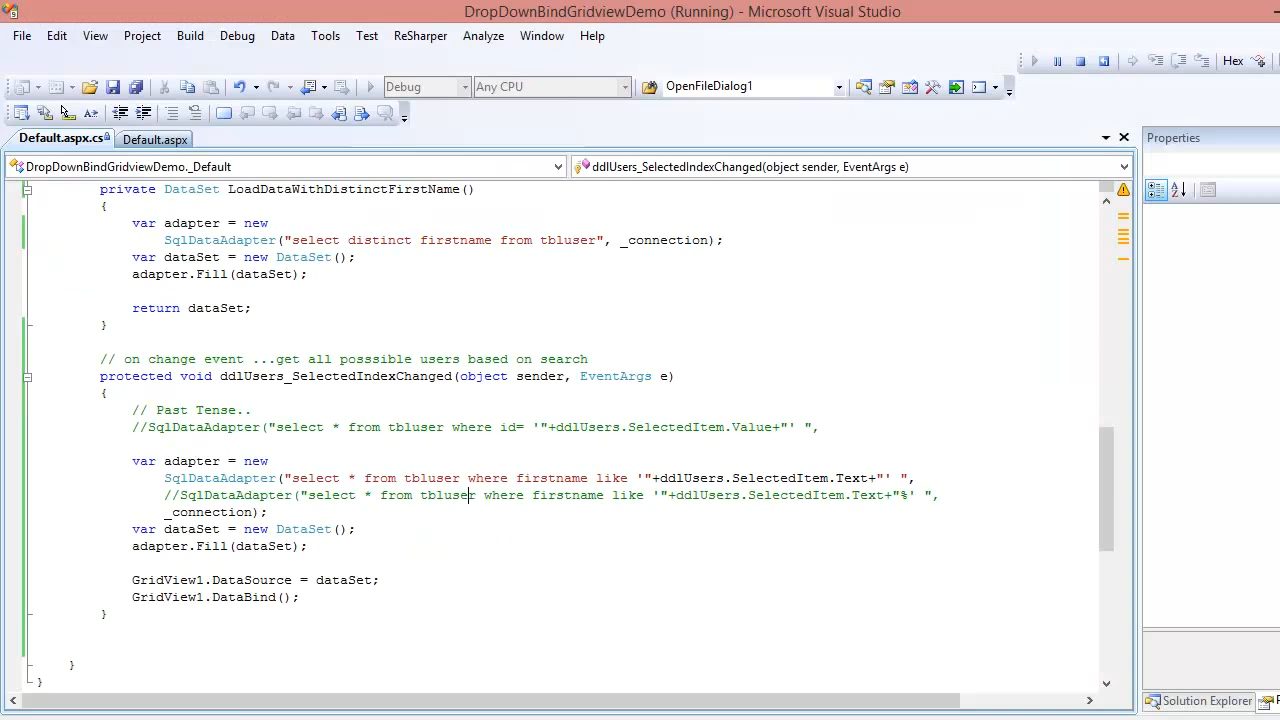 DropDownBindGridviewDemo (Running) - Microsoft Visual Studio
File Edit View Project Build Debug Data Tools Test ReSharper Analyze Window Help
Hex
Debug Any CPU OpenFileDialog1
Default.aspx.cs Default.aspx
Properties
DropDownBindGridviewDemo._Default ddlUsers_SelectedIndexChanged(object sender, EventArgs e)
private DataSet LoadDataWithDistinctFirstName()
{
var adapter = new
SqlDataAdapter("select distinct firstname from tbluser", _connection);
var dataSet = new DataSet();
adapter.Fill(dataSet);
return dataSet;
}
// on change event ...get all posssible users based on search
protected void ddlUsers_SelectedIndexChanged(object sender, EventArgs e)
{
// Past Tense..
//SqlDataAdapter("select * from tbluser where id= '"+ddlUsers.SelectedItem.Value+"' ",
var adapter = new
SqlDataAdapter("select * from tbluser where firstname like '"+ddlUsers.SelectedItem.Text+"' ",
//SqlDataAdapter("select * from tbluser where firstname like '"+ddlUsers.SelectedItem.Text+"%' ",
_connection);
var dataSet = new DataSet();
adapter.Fill(dataSet);
GridView1.DataSource = dataSet;
GridView1.DataBind();
}
}
}
Solution Explorer